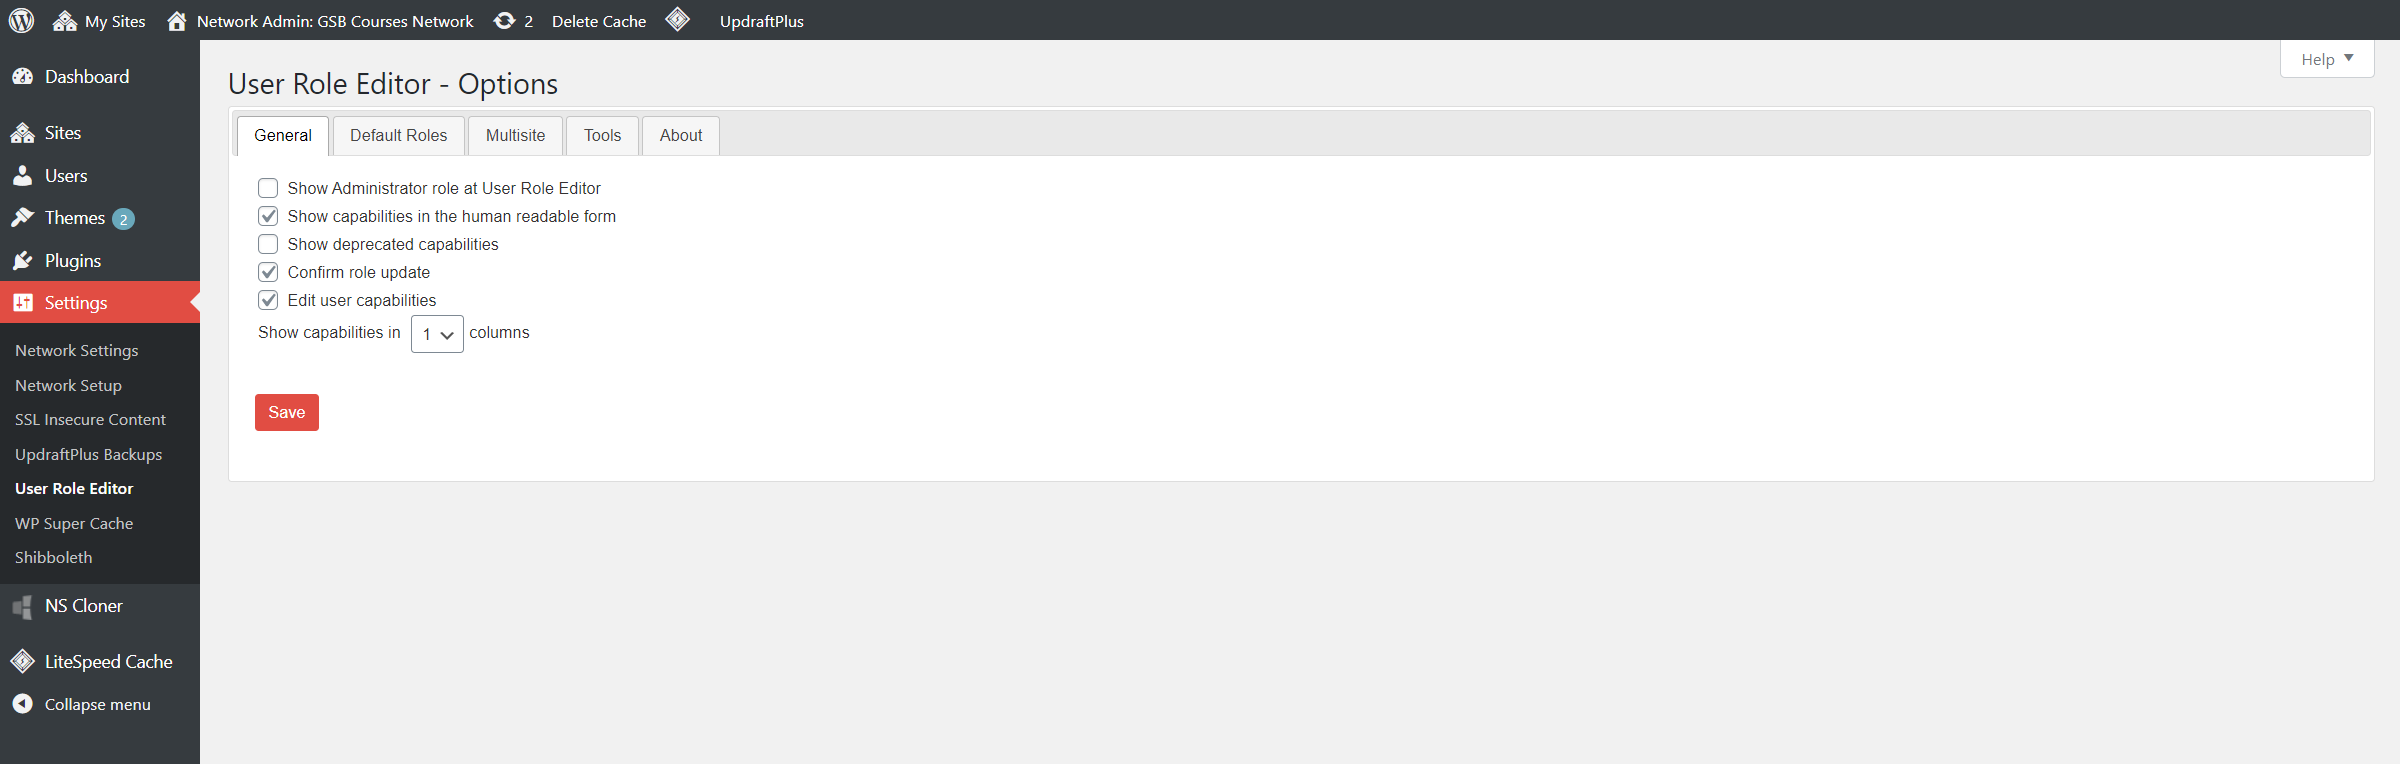 My Sites
Network Admin: GSB Courses Network
2
Delete Cache
UpdraftPlus
Help
Dashboard
Sites
Users
Themes 2
Plugins
Settings
Network Settings
Network Setup
SSL Insecure Content
UpdraftPlus Backups
User Role Editor
WP Super Cache
Shibboleth
NS Cloner
LiteSpeed Cache
Collapse menu
User Role Editor - Options
General
Default Roles
Multisite
Tools
About
Show Administrator role at User Role Editor
Show capabilities in the human readable form
Show deprecated capabilities
Confirm role update
Edit user capabilities
Show capabilities in 1 columns
Save